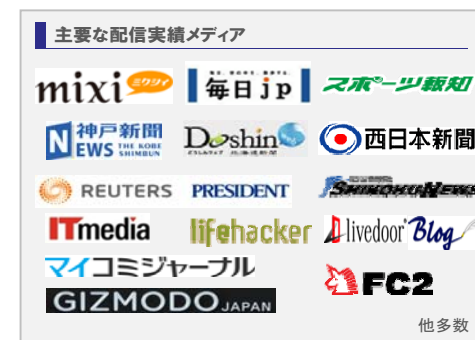 主要な配信実績メディア
mixi ミクシィ
毎日jp
スポーツ報知
神戸新聞
NEWS THE KOBE SHIMBUN
Doshin
北海道新聞
西日本新聞
REUTERS
PRESIDENT
SHIKOKU NEWS
ITmedia
lifehacker
livedoor Blog
マイコミジャーナル
FC2
GIZMODO JAPAN
他多数